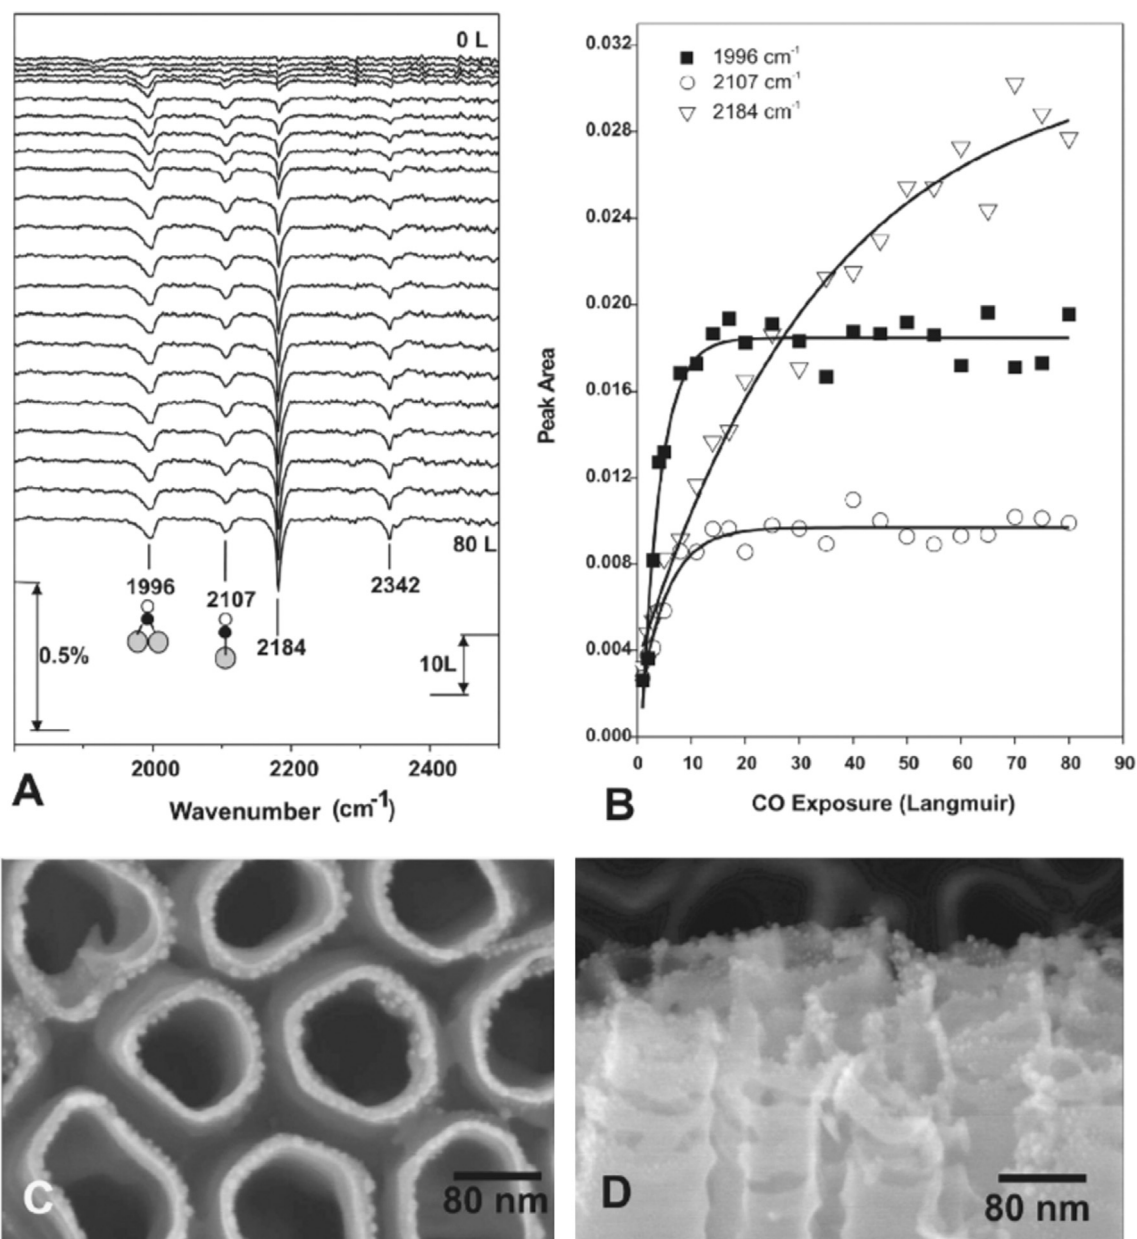 0 L
80 L
1996
2107
2184
2342
0.5%
10L
2000 2200 2400
Wavenumber (cm⁻¹)
A
1996 cm⁻¹
2107 cm⁻¹
2184 cm⁻¹
0.032
0.028
0.024
0.020
0.016
0.012
0.008
0.004
0.000
Peak Area
0 10 20 30 40 50 60 70 80 90
CO Exposure (Langmuir)
B
C
80 nm
D
80 nm